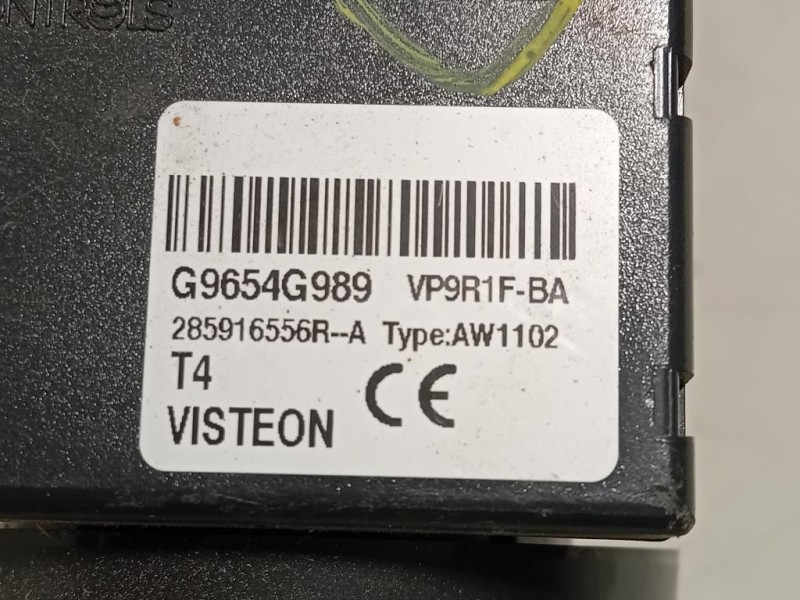 G9654G989 VP9R1F-BA
285916556R--A Type:AW1102
T4
CE
VISTEON